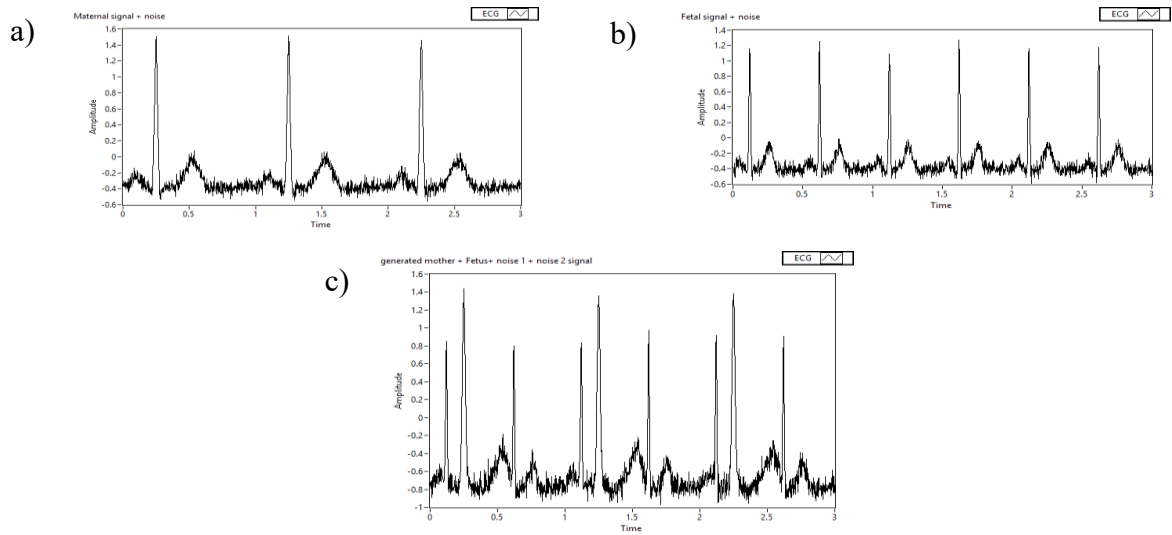 a)
Maternal signal + noise
ECG
1.6
1.4
1.2
1
0.8
0.6
0.4
0.2
0
-0.2
-0.4
-0.6
Amplitude
0 0.5 1 1.5 2 2.5 3
Time
b)
Fetal signal + noise
ECG
1.4
1.2
1
0.8
0.6
0.4
0.2
0
-0.2
-0.4
-0.6
Amplitude
0 0.5 1 1.5 2 2.5 3
Time
c)
generated mother + Fetus+ noise 1 + noise 2 signal
ECG
1.6
1.4
1.2
1
0.8
0.6
0.4
0.2
0
-0.2
-0.4
-0.6
-0.8
-1
Amplitude
0 0.5 1 1.5 2 2.5 3
Time